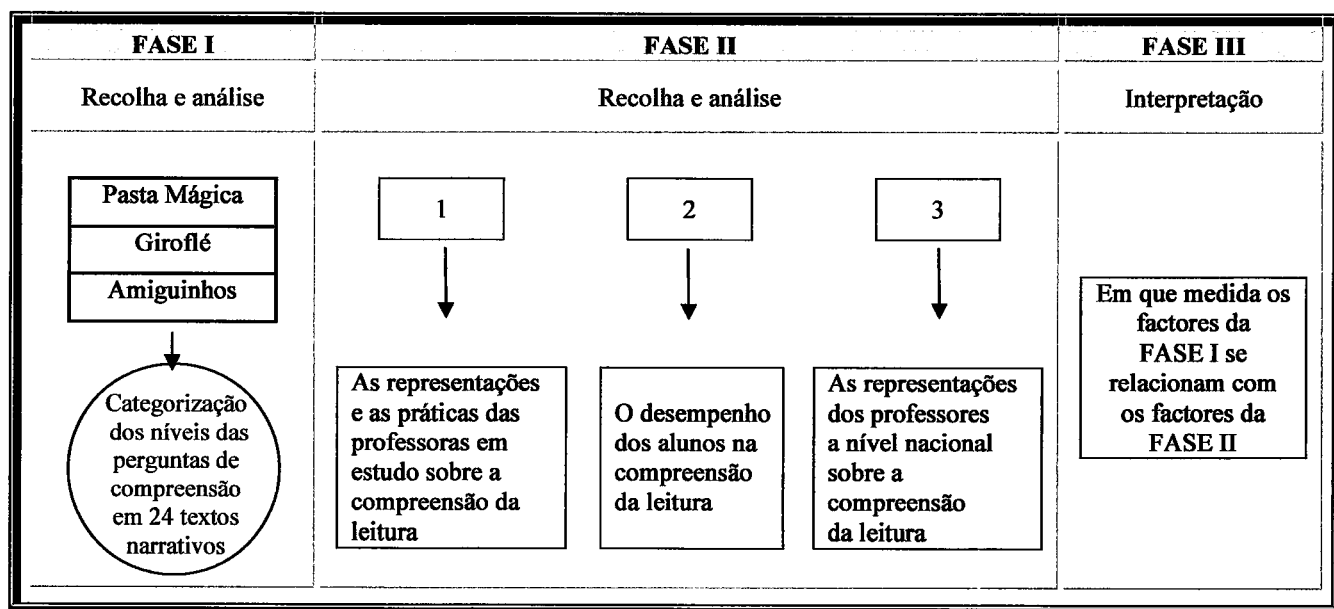 FASE I
FASE II
FASE III
Recolha e análise
Recolha e análise
Interpretação
Pasta Mágica
Giroflé
Amiguinhos
Categorização
dos níveis das
perguntas de
compreensão
em 24 textos
narrativos
1
2
3
As representações
e as práticas das
professoras em
estudo sobre a
compreensão da
leitura
O desempenho
dos alunos na
compreensão
da leitura
As representações
dos professores
a nível nacional
sobre a
compreensão
da leitura
Em que medida os
factores da
FASE I se
relacionam com
os factores da
FASE II